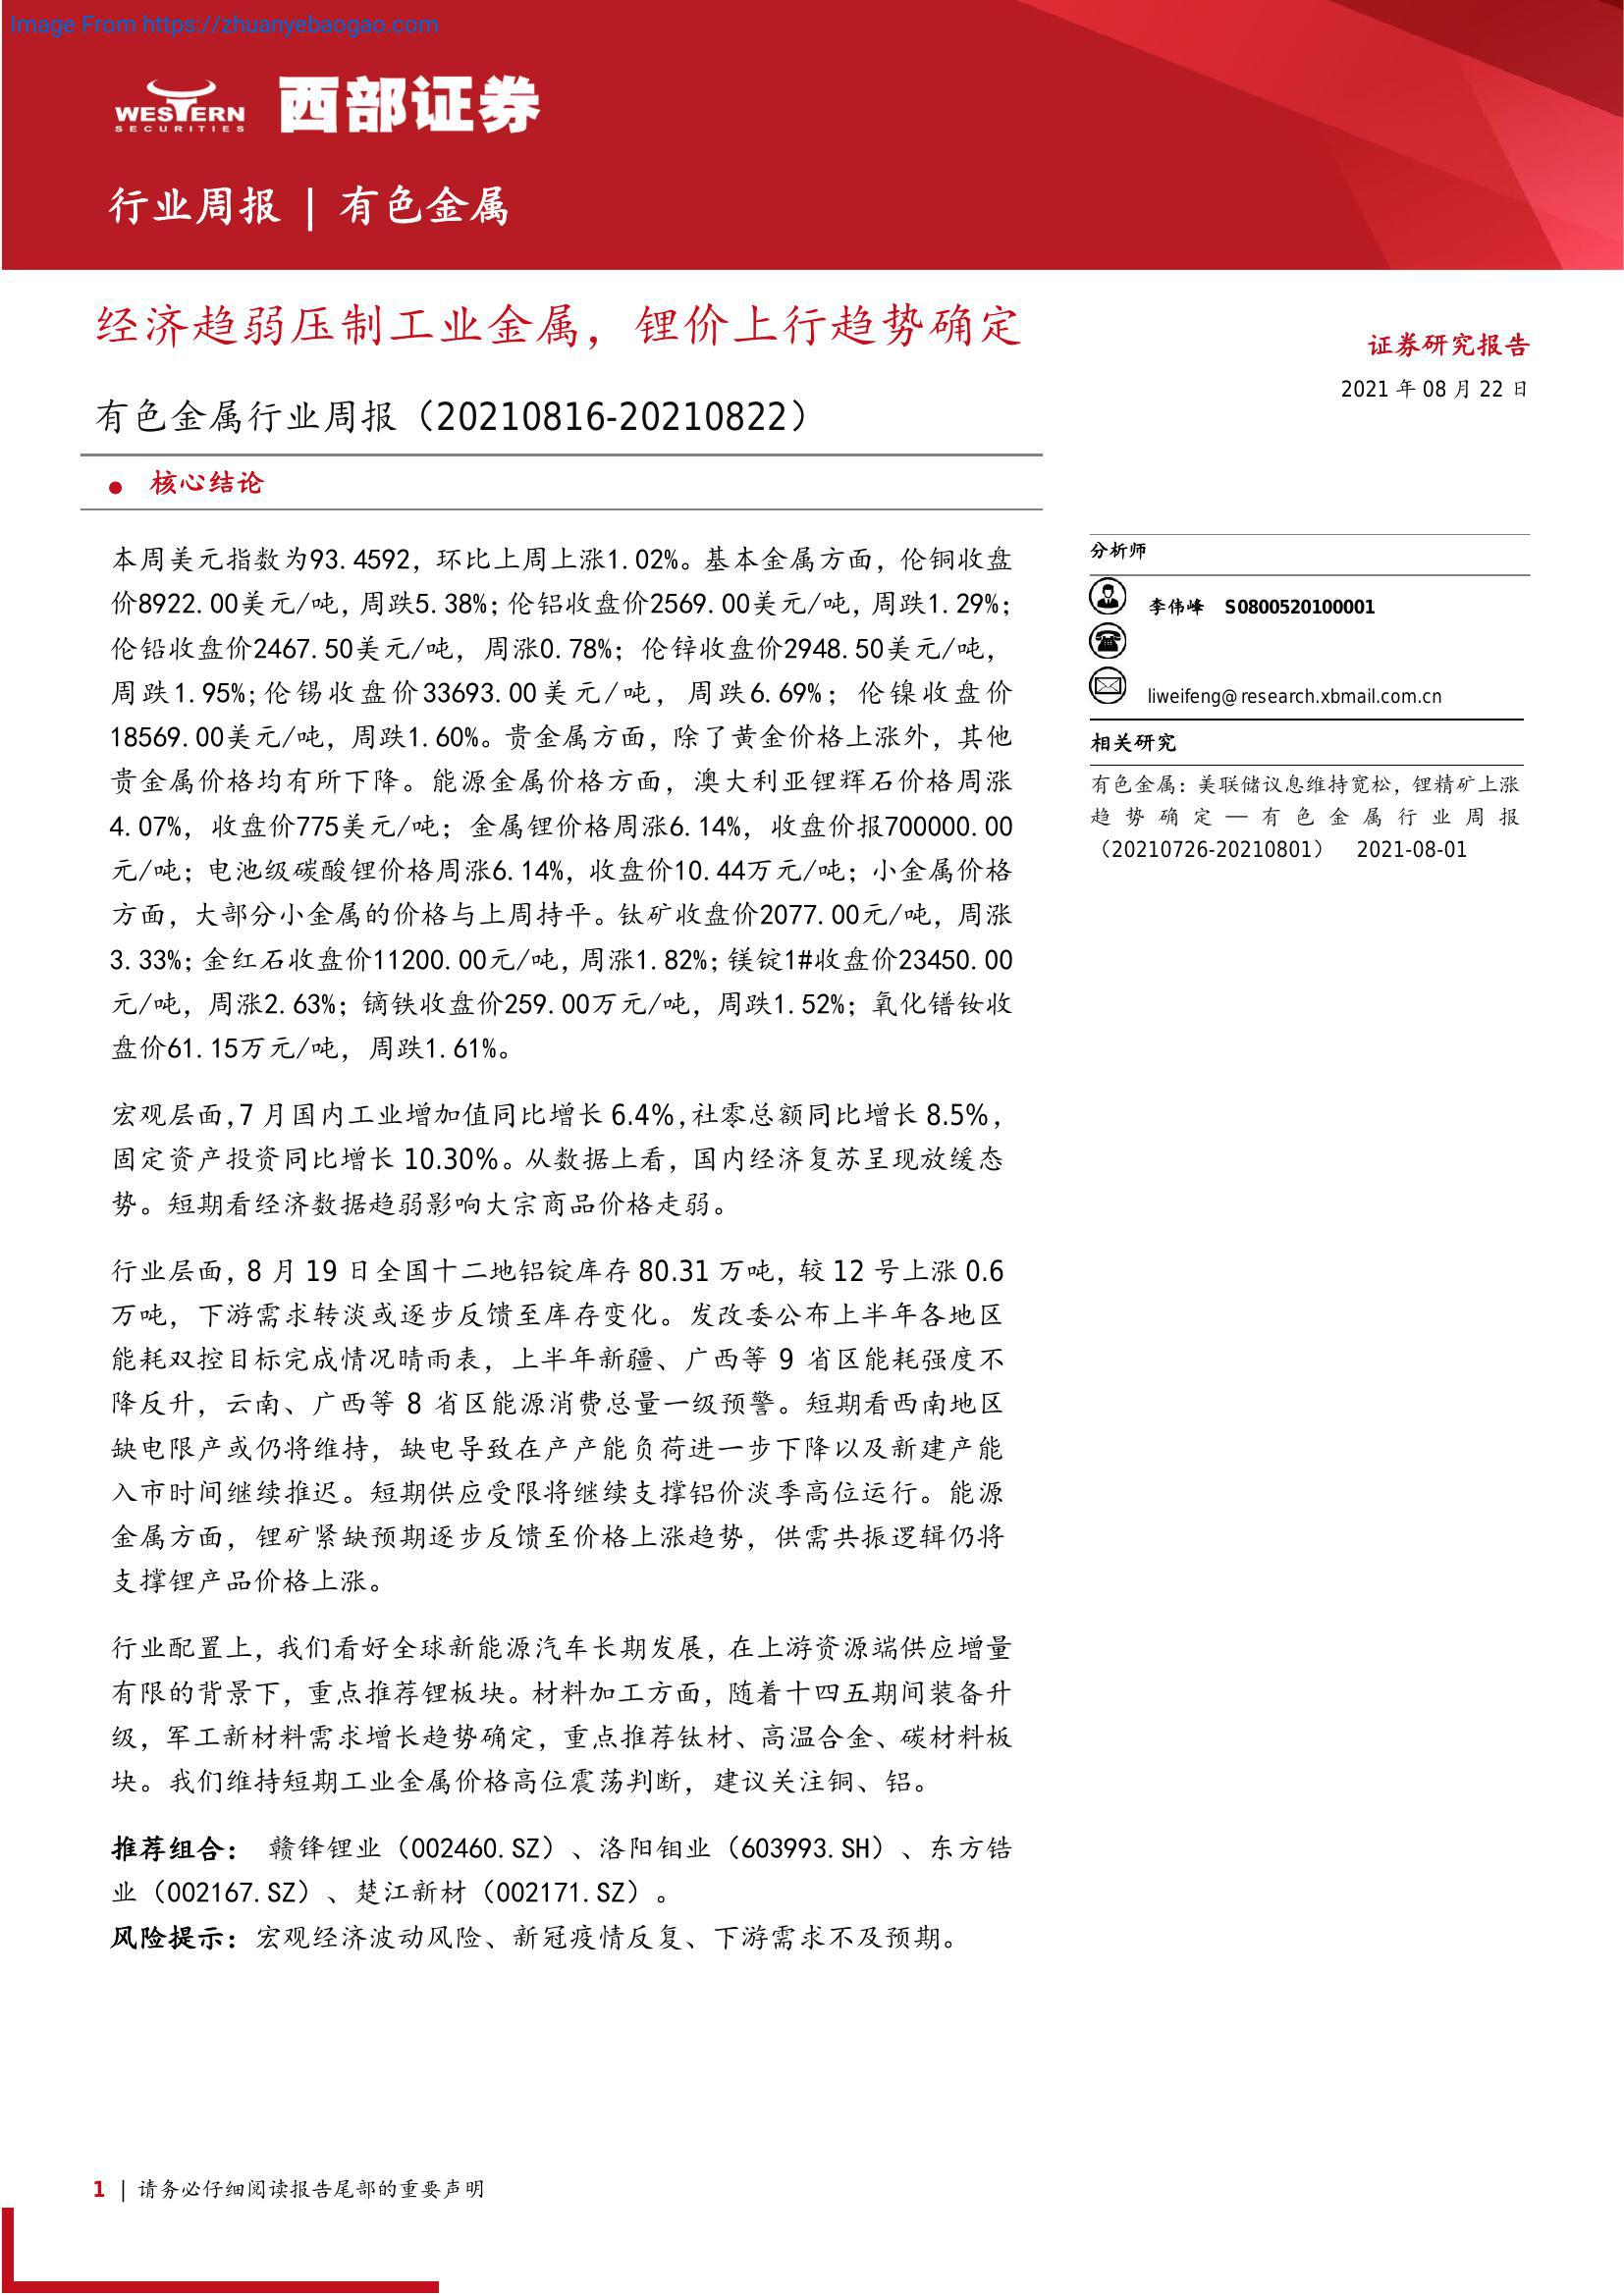 Image From https://zhuanyebaogao.com
WESTERN
SECURITIES
西部证券
行业周报 | 有色金属
经济趋弱压制工业金属，锂价上行趋势确定
有色金属行业周报（20210816-20210822）
● 核心结论
本周美元指数为93.4592，环比上周上涨1.02%。基本金属方面，伦铜收盘
价8922.00美元/吨，周跌5.38%；伦铝收盘价2569.00美元/吨，周跌1.29%；
伦铅收盘价2467.50美元/吨，周涨0.78%；伦锌收盘价2948.50美元/吨，
周跌1.95%；伦锡收盘价33693.00美元/吨，周跌6.69%；伦镍收盘价
18569.00美元/吨，周跌1.60%。贵金属方面，除了黄金价格上涨外，其他
贵金属价格均有所下降。能源金属价格方面，澳大利亚锂辉石价格周涨
4.07%，收盘价775美元/吨；金属锂价格周涨6.14%，收盘价报700000.00
元/吨；电池级碳酸锂价格周涨6.14%，收盘价10.44万元/吨；小金属价格
方面，大部分小金属的价格与上周持平。钛矿收盘价2077.00元/吨，周涨
3.33%；金红石收盘价11200.00元/吨，周涨1.82%；镁锭1#收盘价23450.00
元/吨，周涨2.63%；镝铁收盘价259.00万元/吨，周跌1.52%；氧化镨钕收
盘价61.15万元/吨，周跌1.61%。
宏观层面，7 月国内工业增加值同比增长 6.4%，社零总额同比增长 8.5%，
固定资产投资同比增长 10.30%。从数据上看，国内经济复苏呈现放缓态
势。短期看经济数据趋弱影响大宗商品价格走弱。
行业层面，8 月 19 日全国十二地铝锭库存 80.31 万吨，较 12 号上涨 0.6
万吨，下游需求转淡或逐步反馈至库存变化。发改委公布上半年各地区
能耗双控目标完成情况晴雨表，上半年新疆、广西等 9 省区能耗强度不
降反升，云南、广西等 8 省区能源消费总量一级预警。短期看西南地区
缺电限产或仍将维持，缺电导致在产产能负荷进一步下降以及新建产能
入市时间继续推迟。短期供应受限将继续支撑铝价淡季高位运行。能源
金属方面，锂矿紧缺预期逐步反馈至价格上涨趋势，供需共振逻辑仍将
支撑锂产品价格上涨。
行业配置上，我们看好全球新能源汽车长期发展，在上游资源端供应增量
有限的背景下，重点推荐锂板块。材料加工方面，随着十四五期间装备升
级，军工新材料需求增长趋势确定，重点推荐钛材、高温合金、碳材料板
块。我们维持短期工业金属价格高位震荡判断，建议关注铜、铝。
推荐组合： 赣锋锂业（002460.SZ）、洛阳钼业（603993.SH）、东方锆
业（002167.SZ）、楚江新材（002171.SZ）。
风险提示：宏观经济波动风险、新冠疫情反复、下游需求不及预期。
证券研究报告
2021 年 08 月 22 日
分析师
李伟峰 S0800520100001
liweifeng@research.xbmail.com.cn
相关研究
有色金属：美联储议息维持宽松，锂精矿上涨
趋势确定—有色金属行业周报
（20210726-20210801） 2021-08-01
1 | 请务必仔细阅读报告尾部的重要声明